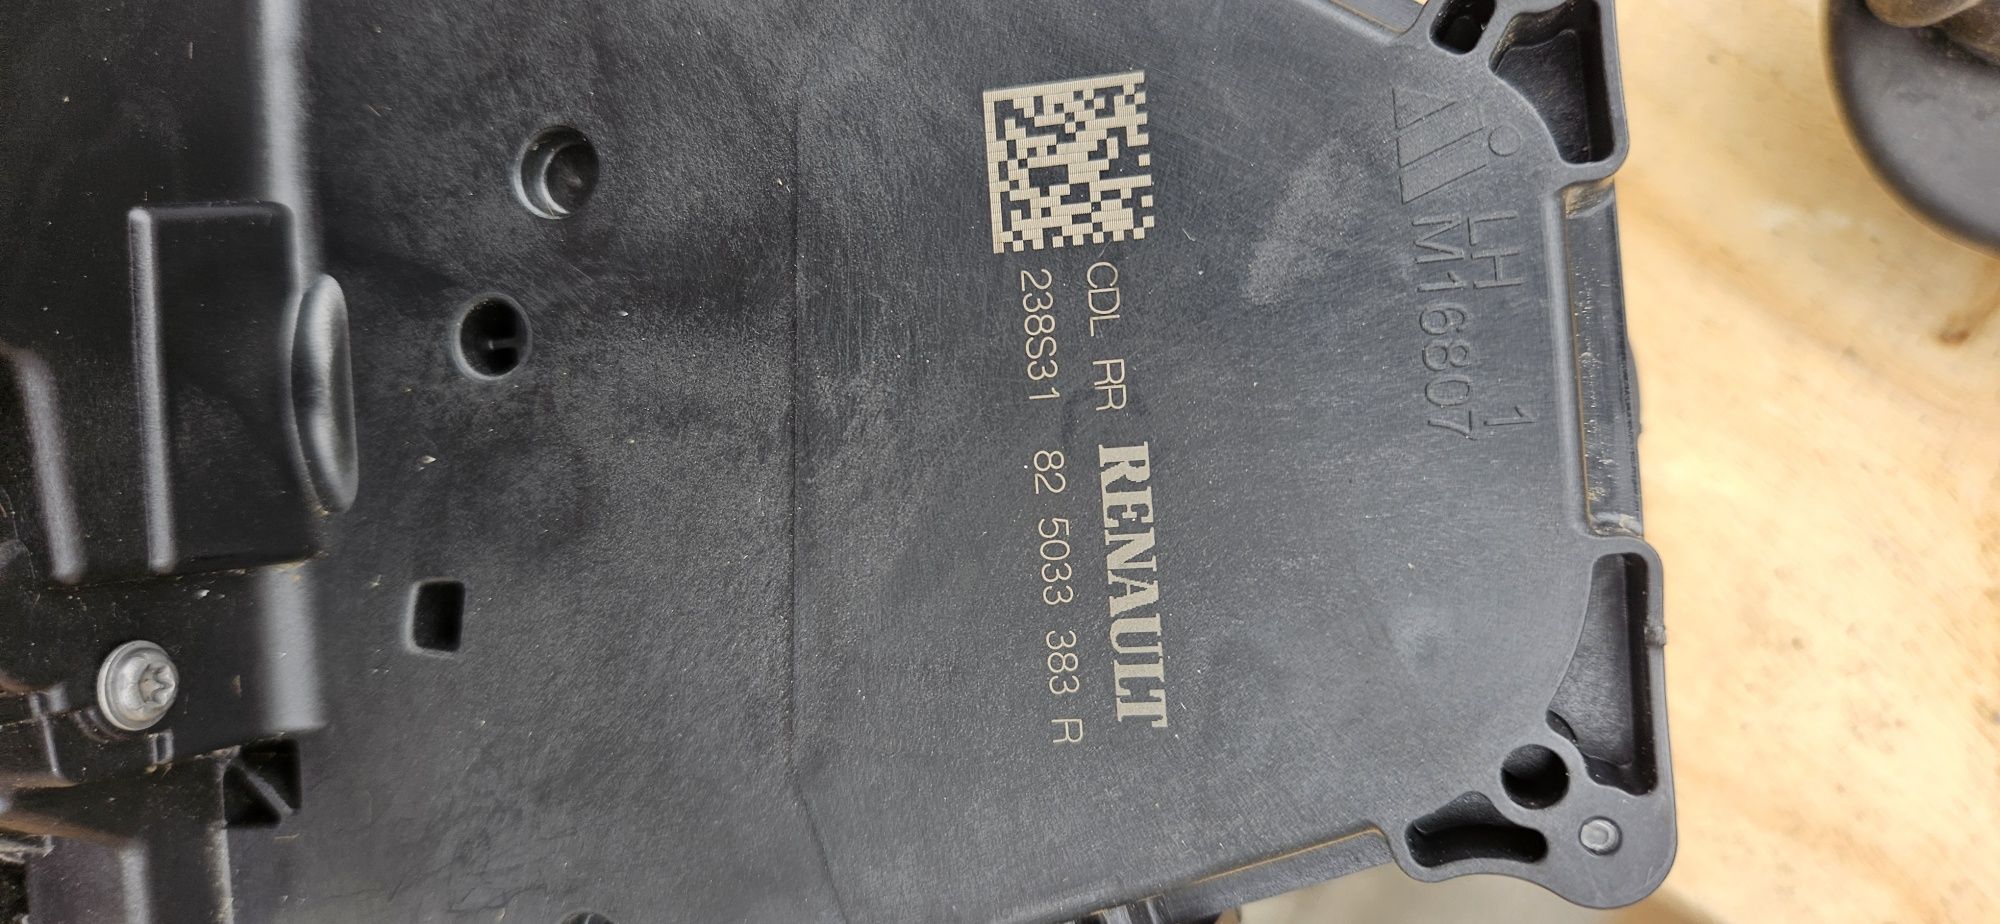 LH 1
M16807
CDL RR RENAULT
238S31 82 5033 383 R